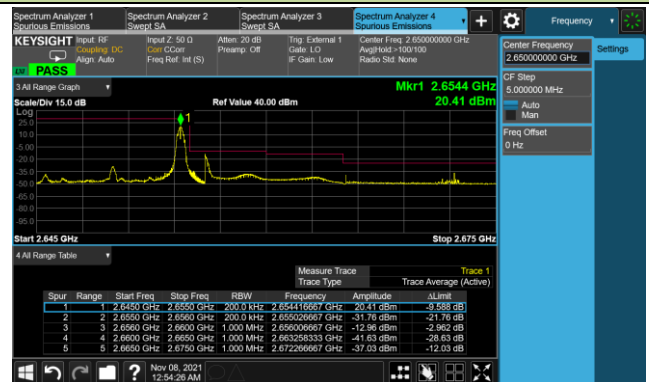 Spectrum Analyzer 1
Spurious Emissions
Spectrum Analyzer 2
Swept SA
Spectrum Analyzer 3
Swept SA
Spectrum Analyzer 4
Spurious Emissions
Frequency
KEYSIGHT
Input: RF
Coupling: DC
Align: Auto
Input Z: 50 Ω
Corr CCorr
Freq Ref: Int (S)
Atten: 20 dB
Preamp: Off
Trig: External 1
Gate: LO
IF Gain: Low
Center Freq: 2.650000000 GHz
Avg|Hold:>100/100
Radio Std: None
PASS
Center Frequency
2.650000000 GHz
Settings
CF Step
5.000000 MHz
Auto
Man
Freq Offset
0 Hz
3 All Range Graph
Mkr1 2.6544 GHz
Scale/Div 15.0 dB
Ref Value 40.00 dBm
20.41 dBm
Log
25.0
10.0
-5.00
-20.0
-35.0
-50.0
-65.0
-80.0
-95.0
1
Start 2.645 GHz
Stop 2.675 GHz
4 All Range Table
Measure Trace Trace 1
Trace Type Trace Average (Active)
Spur Range Start Freq Stop Freq RBW Frequency Amplitude ΔLimit
1 1 2.6450 GHz 2.6550 GHz 200.0 kHz 2.654416667 GHz 20.41 dBm -9.588 dB
2 2 2.6550 GHz 2.6560 GHz 200.0 kHz 2.655026667 GHz -31.76 dBm -21.76 dB
3 3 2.6560 GHz 2.6600 GHz 1.000 MHz 2.656006667 GHz -12.96 dBm -2.962 dB
4 4 2.6600 GHz 2.6650 GHz 1.000 MHz 2.663258333 GHz -41.63 dBm -28.63 dB
5 5 2.6650 GHz 2.6750 GHz 1.000 MHz 2.672266667 GHz -37.03 dBm -12.03 dB
?
Nov 08, 2021
12:54:26 AM